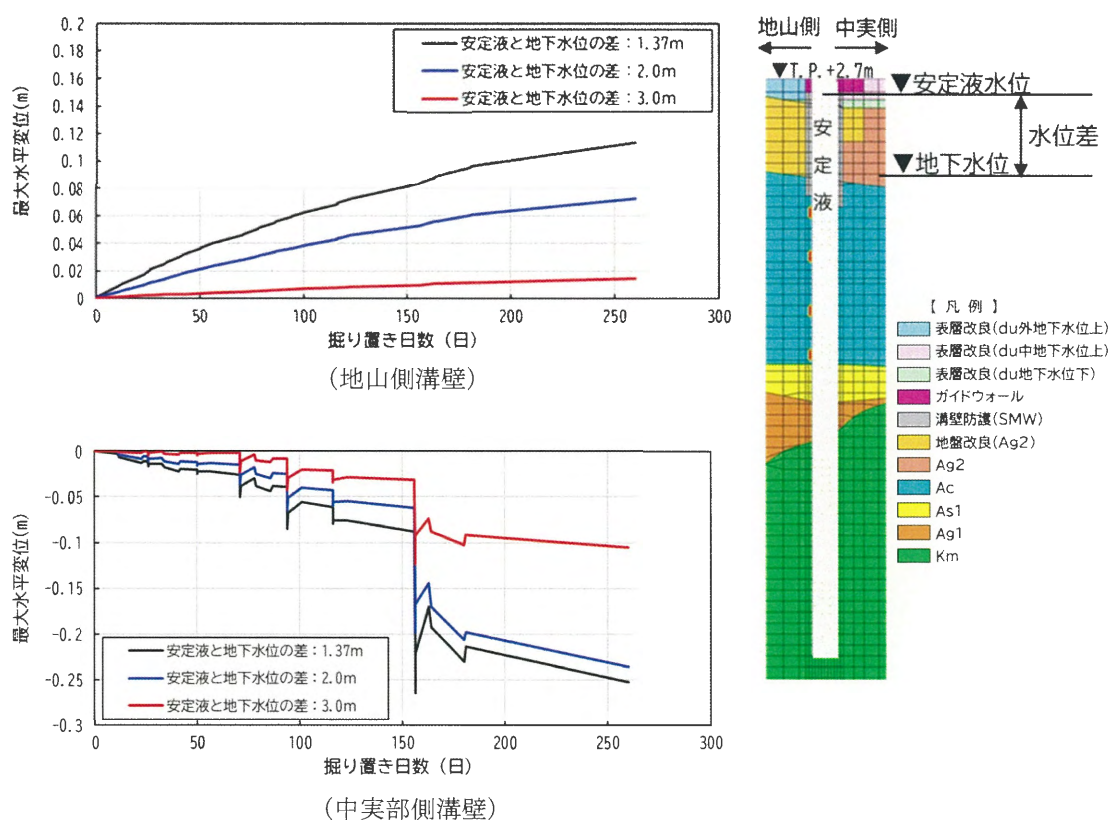 0.2
0.18
0.16
0.14
0.12
0.1
0.08
0.06
0.04
0.02
0
最大水平変位(m)
安定液と地下水位の差：1.37m
安定液と地下水位の差：2.0m
安定液と地下水位の差：3.0m
0 50 100 150 200 250 300
掘り置き日数（日）
（地山側溝壁）
0
-0.05
-0.1
-0.15
-0.2
-0.25
-0.3
最大水平変位(m)
安定液と地下水位の差：1.37m
安定液と地下水位の差：2.0m
安定液と地下水位の差：3.0m
0 50 100 150 200 250 300
掘り置き日数（日）
（中実部側溝壁）
地山側 中実側
▼T.P.+2.7m
▼安定液水位
安定液
水位差
▼地下水位
【 凡 例 】
表層改良(du外地下水位上)
表層改良(du中地下水位上)
表層改良(du地下水位下)
ガイドウォール
溝壁防護(SMW)
地盤改良(Ag2)
Ag2
Ac
As1
Ag1
Km